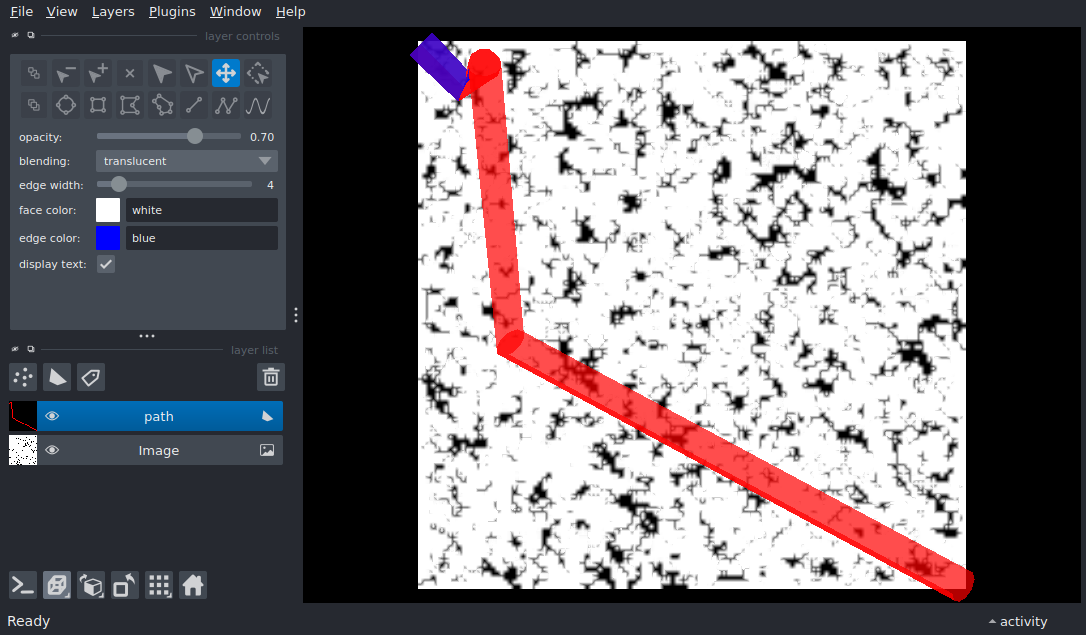 File View Layers Plugins Window Help
layer controls
opacity: 0.70
blending: translucent
edge width: 4
face color: white
edge color: blue
display text:
layer list
path
Image
Ready
activity